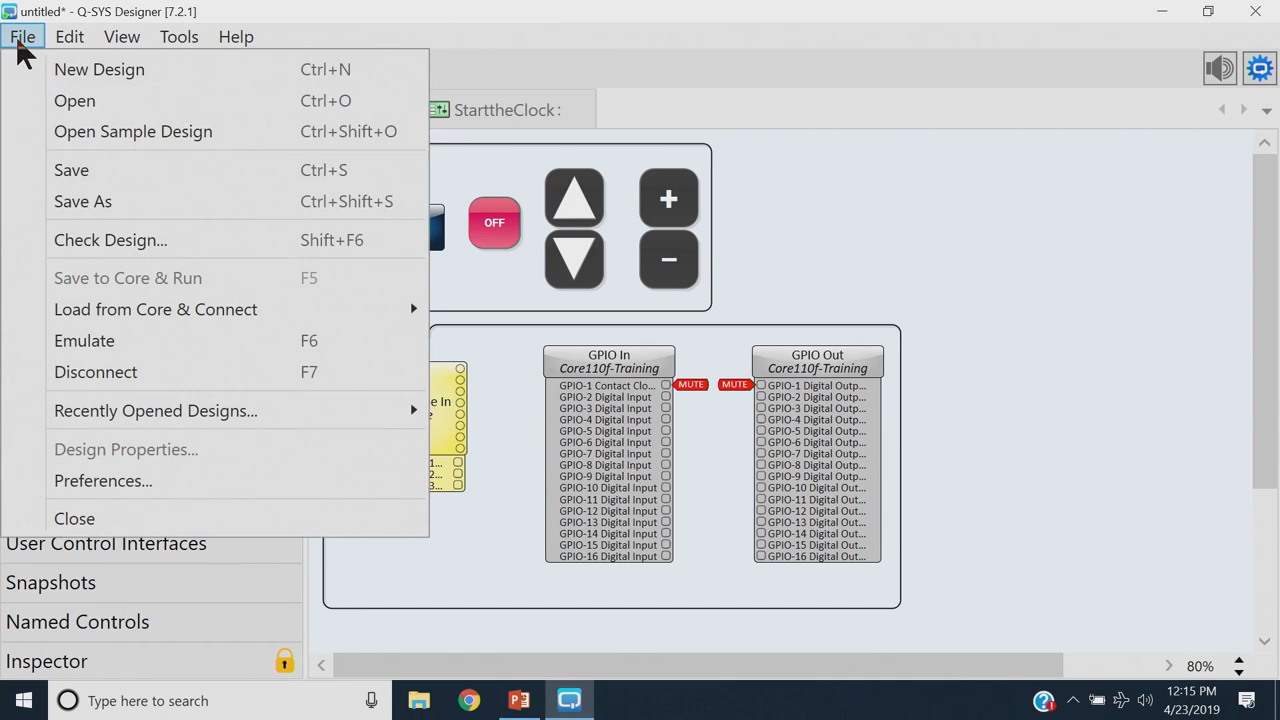 untitled* - Q-SYS Designer [7.2.1]
File Edit View Tools Help
New Design Ctrl+N
Open Ctrl+O
Open Sample Design Ctrl+Shift+O
Save Ctrl+S
Save As Ctrl+Shift+S
Check Design... Shift+F6
Save to Core & Run F5
Load from Core & Connect
Emulate F6
Disconnect F7
Recently Opened Designs...
Design Properties...
Preferences...
Close
User Control Interfaces
Snapshots
Named Controls
Inspector
StarttheClock:
OFF
+
−
e In
e
1...
2...
3...
GPIO In
Core110f-Training
GPIO-1 Contact Clo... MUTE
GPIO-2 Digital Input
GPIO-3 Digital Input
GPIO-4 Digital Input
GPIO-5 Digital Input
GPIO-6 Digital Input
GPIO-7 Digital Input
GPIO-8 Digital Input
GPIO-9 Digital Input
GPIO-10 Digital Input
GPIO-11 Digital Input
GPIO-12 Digital Input
GPIO-13 Digital Input
GPIO-14 Digital Input
GPIO-15 Digital Input
GPIO-16 Digital Input
GPIO Out
Core110f-Training
MUTE GPIO-1 Digital Outp...
GPIO-2 Digital Outp...
GPIO-3 Digital Outp...
GPIO-4 Digital Outp...
GPIO-5 Digital Outp...
GPIO-6 Digital Outp...
GPIO-7 Digital Outp...
GPIO-8 Digital Outp...
GPIO-9 Digital Outp...
GPIO-10 Digital Out...
GPIO-11 Digital Out...
GPIO-12 Digital Out...
GPIO-13 Digital Out...
GPIO-14 Digital Out...
GPIO-15 Digital Out...
GPIO-16 Digital Out...
80%
Type here to search
12:15 PM
4/23/2019